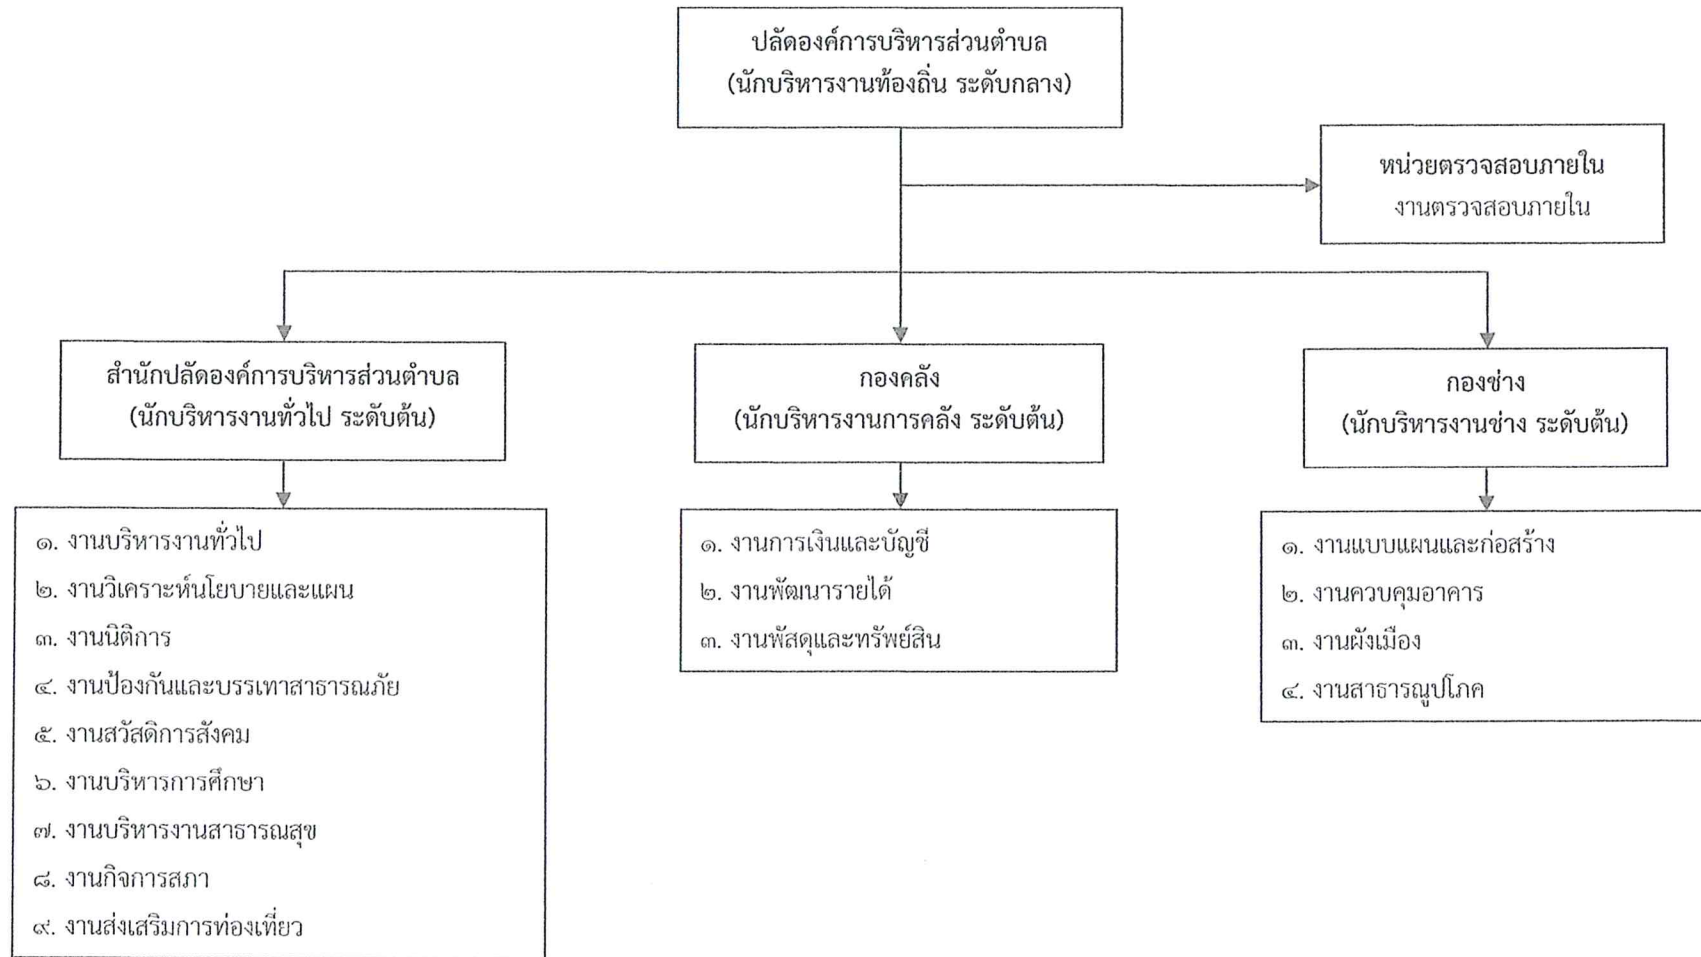 ปลัดองค์การบริหารส่วนตำบล
(นักบริหารงานท้องถิ่น ระดับกลาง)
หน่วยตรวจสอบภายใน
งานตรวจสอบภายใน
สำนักปลัดองค์การบริหารส่วนตำบล
(นักบริหารงานทั่วไป ระดับต้น)
กองคลัง
(นักบริหารงานการคลัง ระดับต้น)
กองช่าง
(นักบริหารงานช่าง ระดับต้น)
๑. งานบริหารงานทั่วไป
๒. งานวิเคราะห์นโยบายและแผน
๓. งานนิติการ
๔. งานป้องกันและบรรเทาสาธารณภัย
๕. งานสวัสดิการสังคม
๖. งานบริหารการศึกษา
๗. งานบริหารงานสาธารณสุข
๘. งานกิจการสภา
๙. งานส่งเสริมการท่องเที่ยว
๑. งานการเงินและบัญชี
๒. งานพัฒนารายได้
๓. งานพัสดุและทรัพย์สิน
๑. งานแบบแผนและก่อสร้าง
๒. งานควบคุมอาคาร
๓. งานผังเมือง
๔. งานสาธารณูปโภค